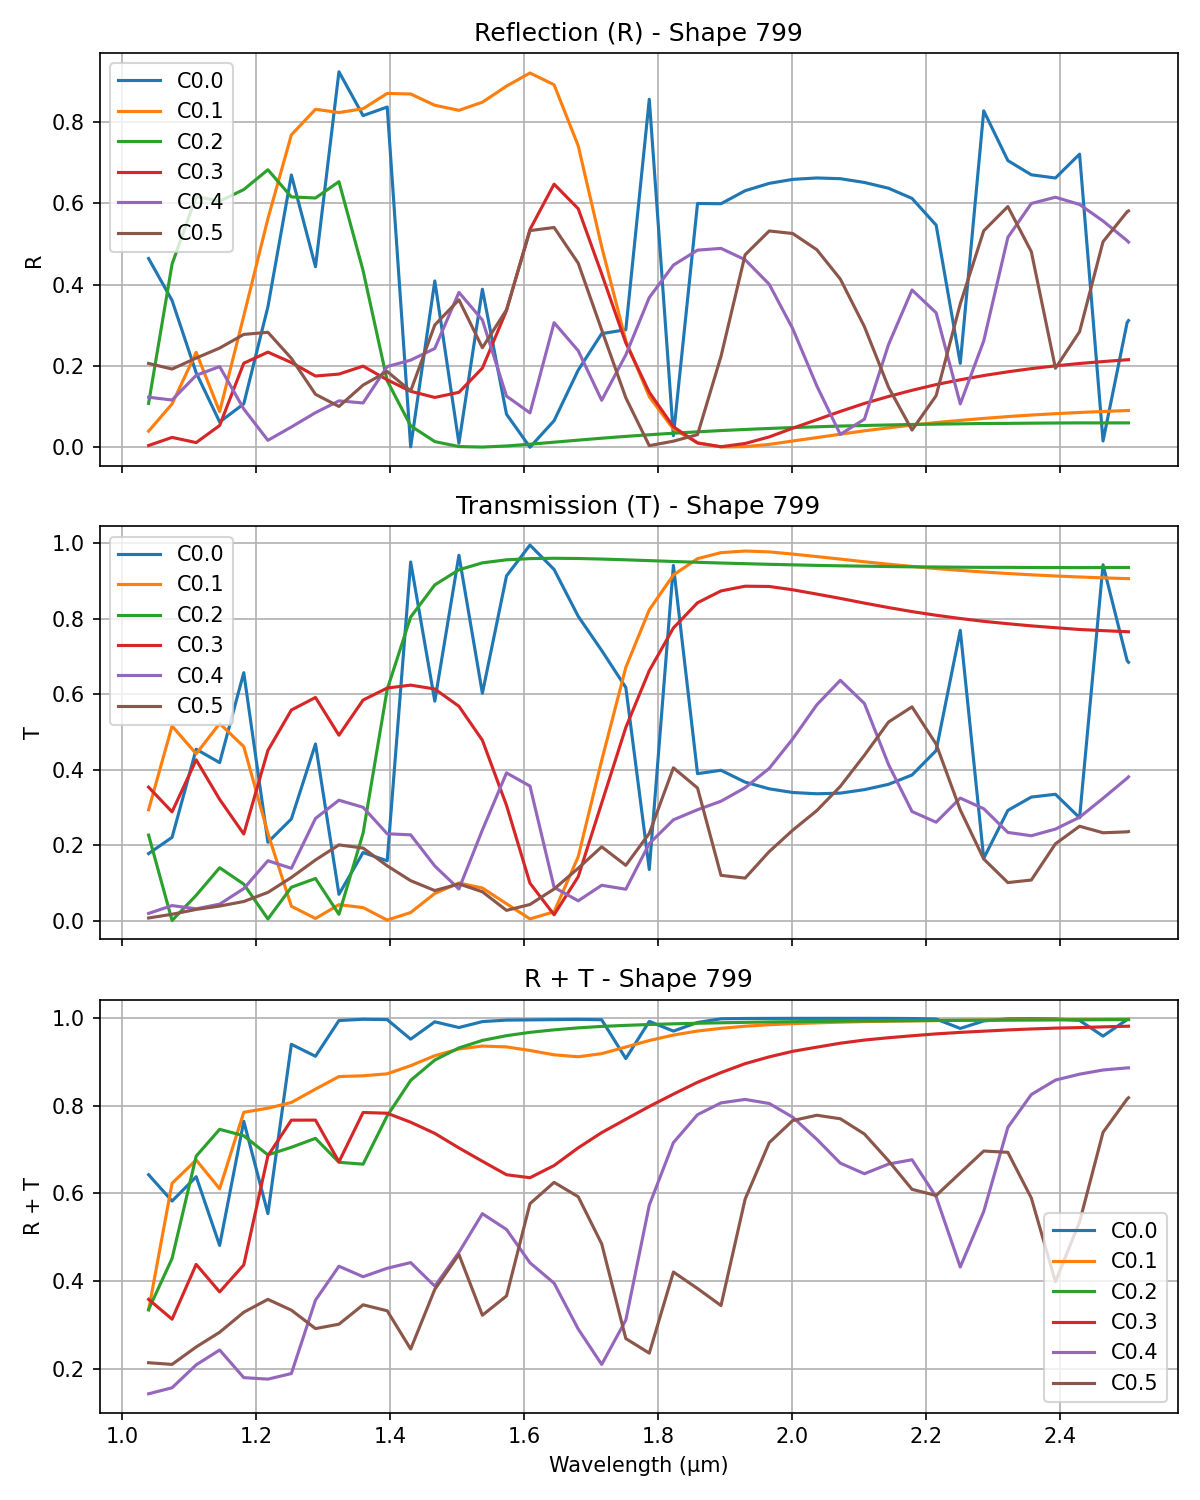 Reflection (R) - Shape 799
C0.0
C0.1
C0.2
C0.3
C0.4
C0.5
0.8
0.6
0.4
0.2
0.0
R
Transmission (T) - Shape 799
C0.0
C0.1
C0.2
C0.3
C0.4
C0.5
1.0
0.8
0.6
0.4
0.2
0.0
T
R + T - Shape 799
1.0
0.8
0.6
0.4
0.2
R + T
C0.0
C0.1
C0.2
C0.3
C0.4
C0.5
1.0 1.2 1.4 1.6 1.8 2.0 2.2 2.4
Wavelength (μm)